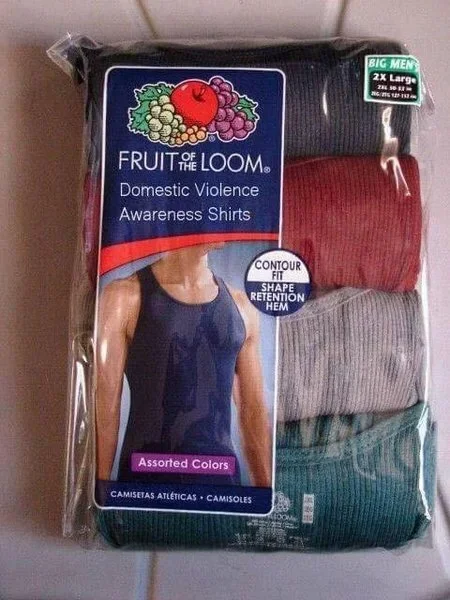 BIG MEN
2X Large
FRUIT OF THE LOOM®
Domestic Violence
Awareness Shirts
CONTOUR
FIT
SHAPE
RETENTION
HEM
Assorted Colors
CAMISETAS ATLÉTICAS • CAMISOLES